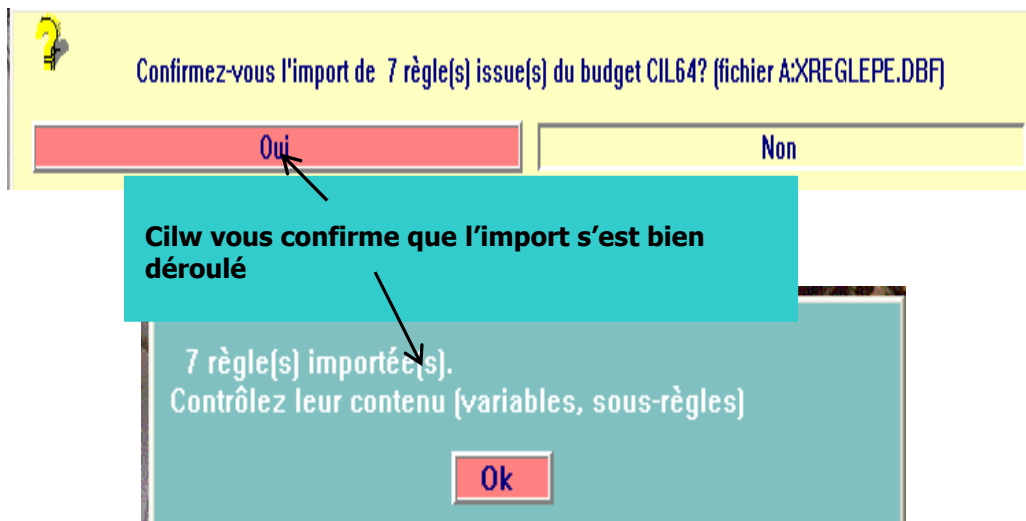 Confirmez-vous l'import de 7 règle(s) issue(s) du budget CIL64? (fichier A:XREGLEPE.DBF)
Oui
Non
Cilw vous confirme que l'import s'est bien
déroulé
7 règle(s) importée(s).
Contrôlez leur contenu (variables, sous-règles)
Ok